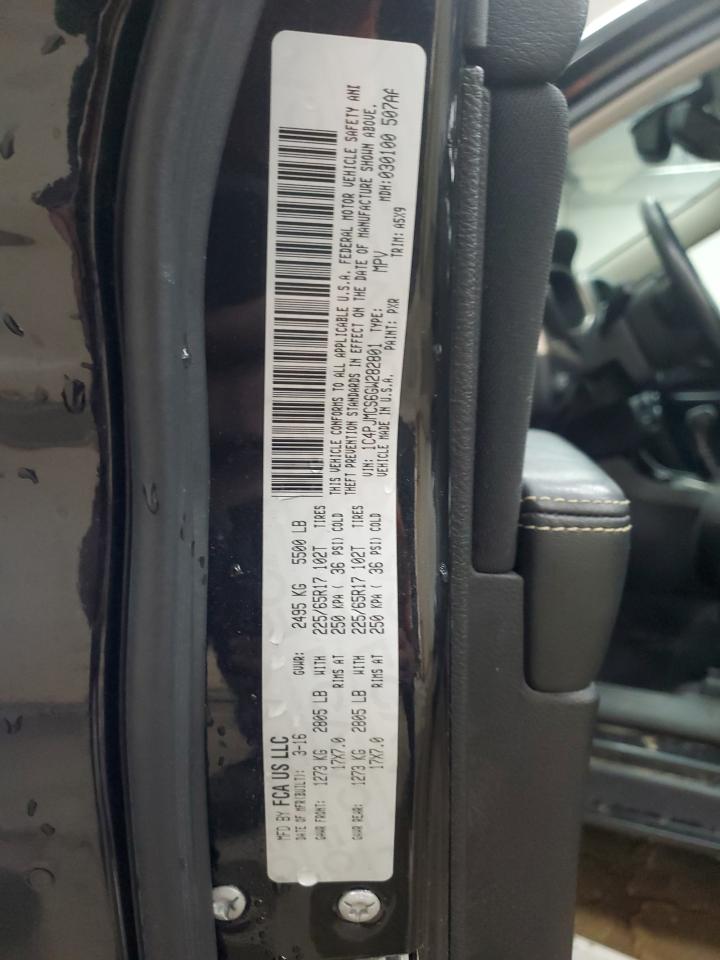 MFD BY FCA US LLC
DATE OF MFR(BUILT): 3-16 GVWR: 2495 KG 5500 LB
GAWR FRONT: 1273 KG 2805 LB WITH 225/65R17 102T TIRES
17X7.0 RIMS AT 250 KPA ( 36 PSI) COLD
GAWR REAR: 1273 KG 2805 LB WITH 225/65R17 102T TIRES
17X7.0 RIMS AT 250 KPA ( 36 PSI) COLD
THIS VEHICLE CONFORMS TO ALL APPLICABLE U.S.A. FEDERAL MOTOR VEHICLE SAFETY AND
THEFT PREVENTION STANDARDS IN EFFECT ON THE DATE OF MANUFACTURE SHOWN ABOVE.
VIN: 1C4PJMCS6GW282801 TYPE: MPV MDH:030100 507AF
VEHICLE MADE IN U.S.A. PAINT: PXR TRIM: A5X9